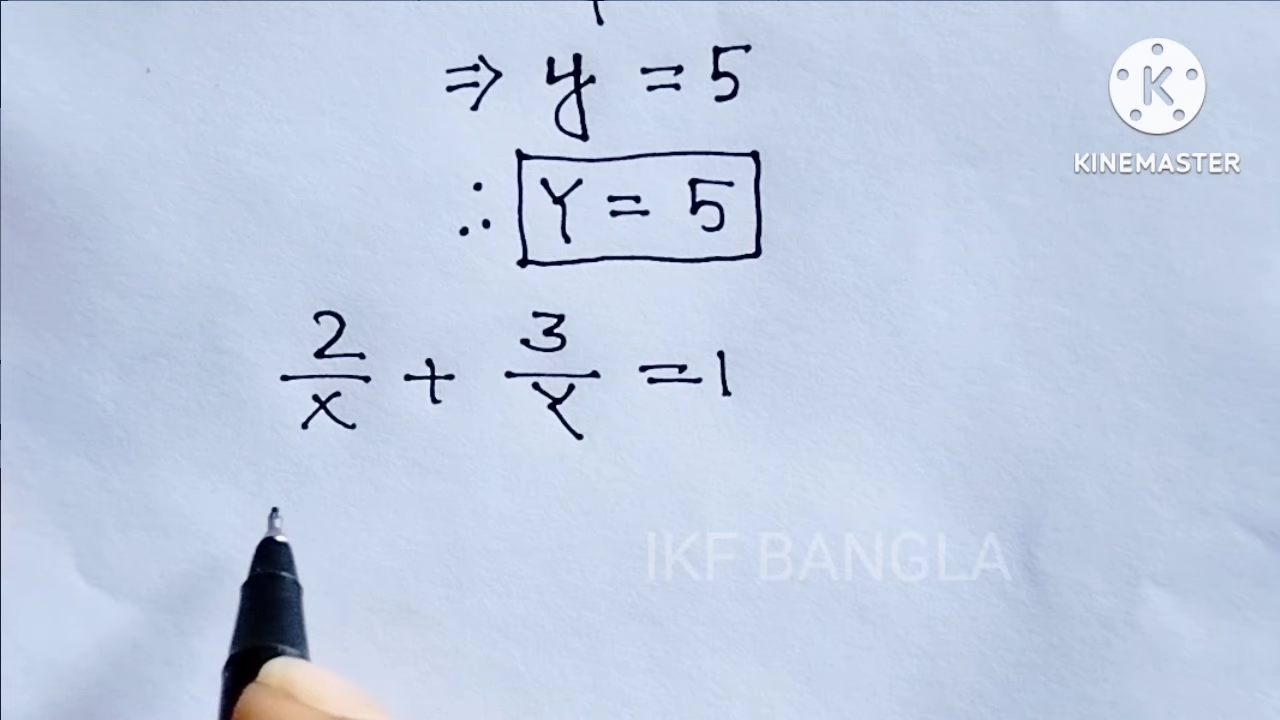 ⇒ y = 5
∴ Y = 5
2/x + 3/Y = 1
K
KINEMASTER
IKF BANGLA